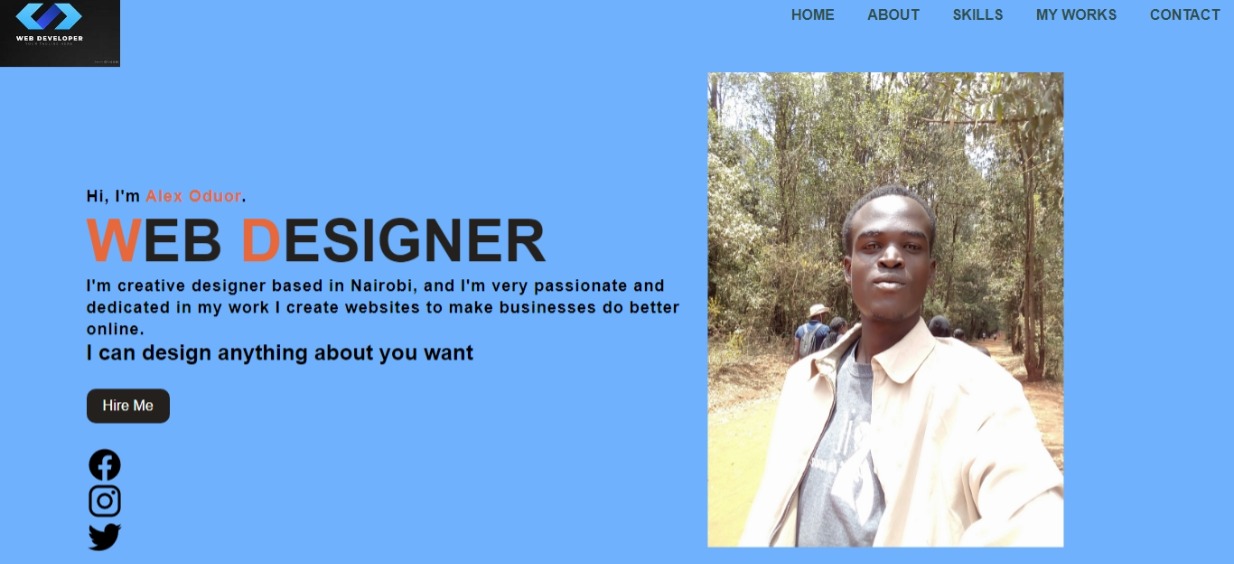 WEB DEVELOPER
HOME ABOUT SKILLS MY WORKS CONTACT
Hi, I'm Alex Oduor.
WEB DESIGNER
I'm creative designer based in Nairobi, and I'm very passionate and
dedicated in my work I create websites to make businesses do better
online.
I can design anything about you want
Hire Me